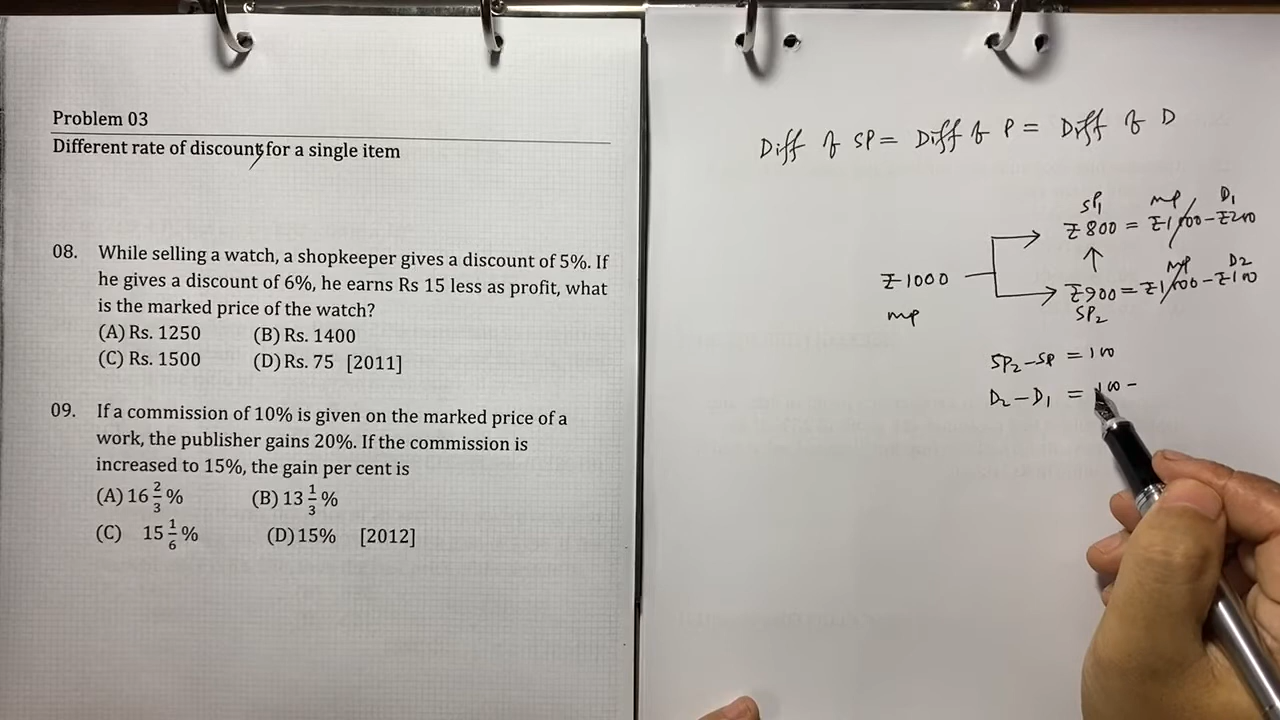 Problem 03
Different rate of discounts for a single item
08. While selling a watch, a shopkeeper gives a discount of 5%. If
he gives a discount of 6%, he earns Rs 15 less as profit, what
is the marked price of the watch?
(A) Rs. 1250 (B) Rs. 1400
(C) Rs. 1500 (D) Rs. 75 [2011]
09. If a commission of 10% is given on the marked price of a
work, the publisher gains 20%. If the commission is
increased to 15%, the gain per cent is
(A) 16 2/3 % (B) 13 1/3 %
(C) 15 1/6 % (D) 15% [2012]
Diff of SP = Diff of P = Diff of D
SP1 MP D1
₹800 = ₹1000 - ₹200
₹1000
MP
MP D2
₹900 = ₹1000 - ₹100
SP2
SP2 - SP = 100
D2 - D1 = 100 -